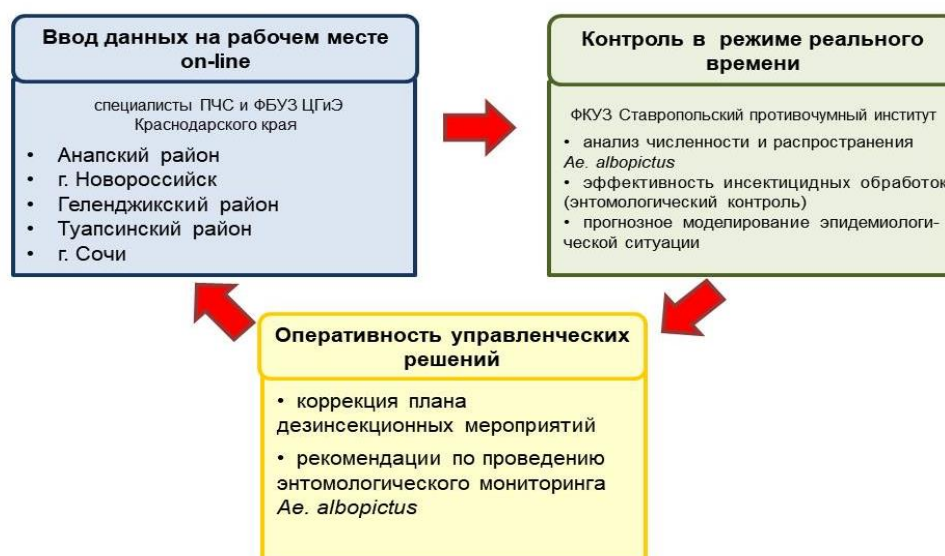 Ввод данных на рабочем месте
on-line
специалисты ПЧС и ФБУЗ ЦГиЭ
Краснодарского края
• Анапский район
• г. Новороссийск
• Геленджикский район
• Туапсинский район
• г. Сочи
Контроль в режиме реального
времени
ФКУЗ Ставропольский противочумный институт
• анализ численности и распространения
Ae. albopictus
• эффективность инсектицидных обработок
(энтомологический контроль)
• прогнозное моделирование эпидемиологи-
ческой ситуации
Оперативность управленческих
решений
• коррекция плана
дезинсекционных мероприятий
• рекомендации по проведению
энтомологического мониторинга
Ae. albopictus